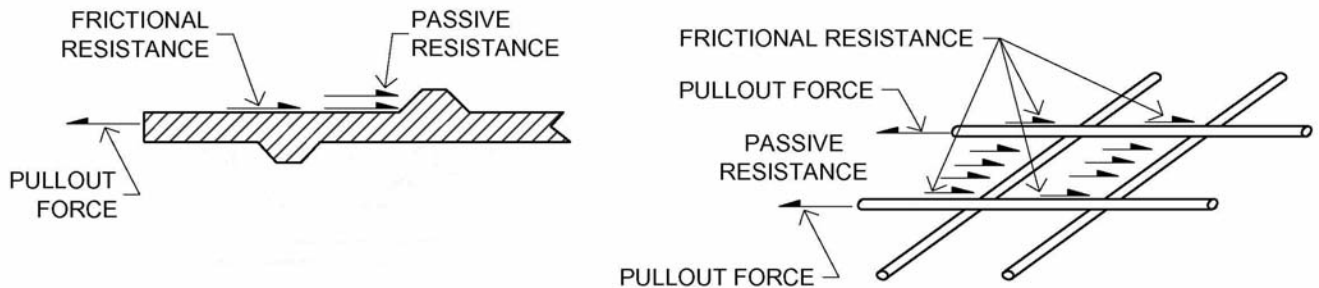 FRICTIONAL
RESISTANCE
PASSIVE
RESISTANCE
PULLOUT
FORCE
FRICTIONAL RESISTANCE
PULLOUT FORCE
PASSIVE
RESISTANCE
PULLOUT FORCE